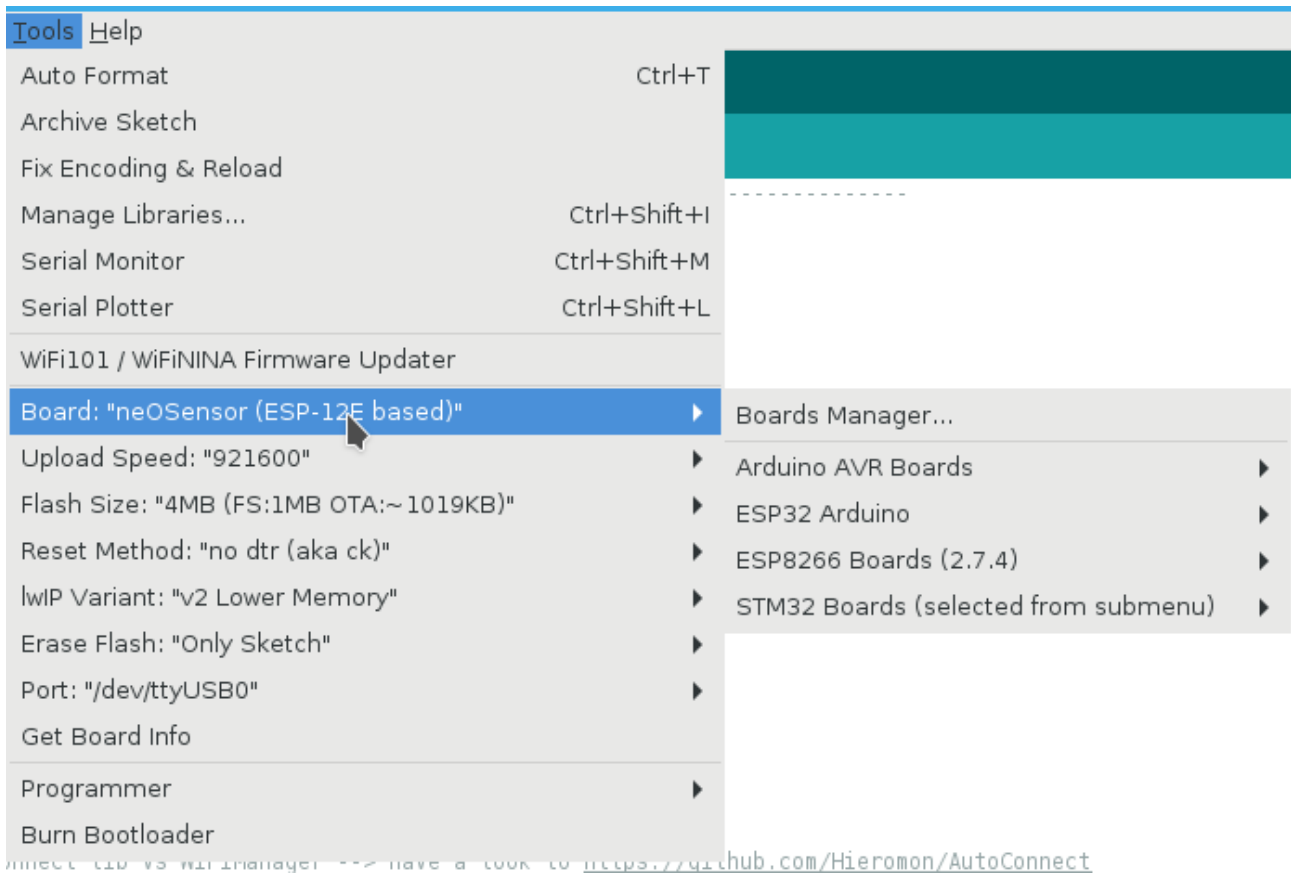 Tools Help
Auto Format Ctrl+T
Archive Sketch
Fix Encoding & Reload
Manage Libraries... Ctrl+Shift+I
Serial Monitor Ctrl+Shift+M
Serial Plotter Ctrl+Shift+L
WiFi101 / WiFiNINA Firmware Updater
Board: "neOSensor (ESP-12E based)"
Upload Speed: "921600"
Flash Size: "4MB (FS:1MB OTA:~1019KB)"
Reset Method: "no dtr (aka ck)"
lwIP Variant: "v2 Lower Memory"
Erase Flash: "Only Sketch"
Port: "/dev/ttyUSB0"
Get Board Info
Programmer
Burn Bootloader
--------------
Boards Manager...
Arduino AVR Boards
ESP32 Arduino
ESP8266 Boards (2.7.4)
STM32 Boards (selected from submenu)
lib vs WiFiManager --> have a look to https://github.com/Hieromon/AutoConnect